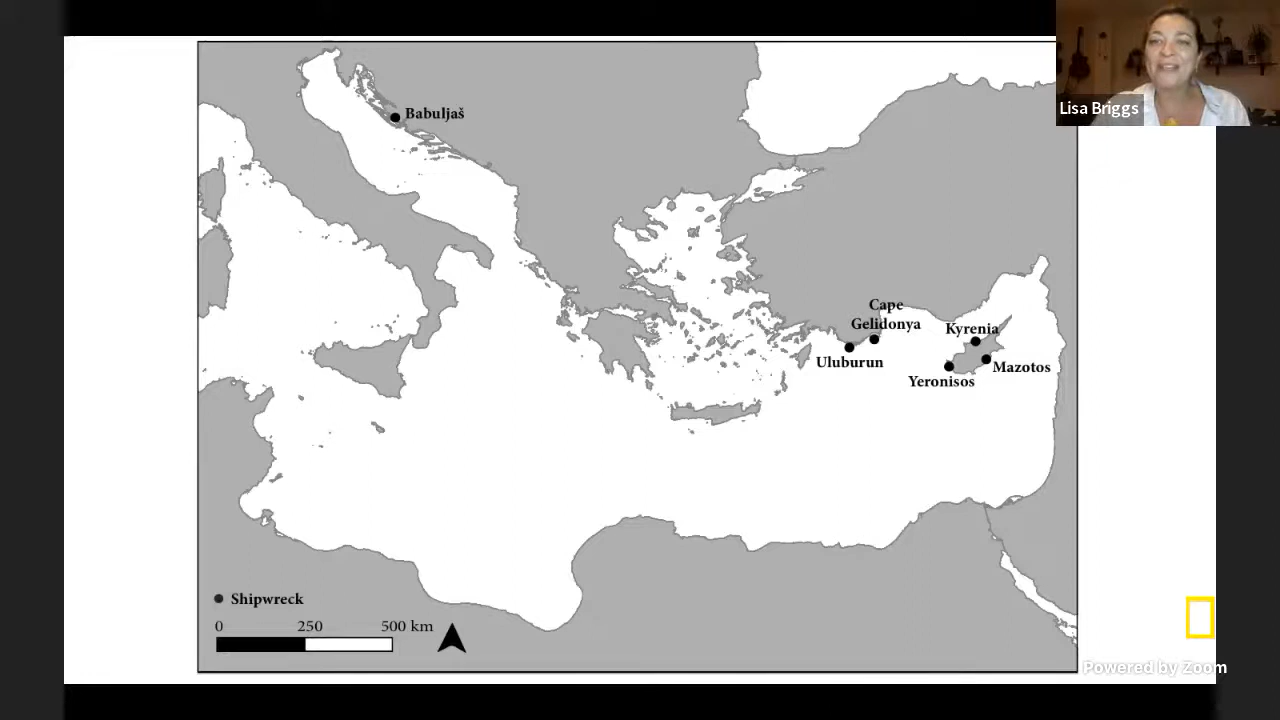 Lisa Briggs
Babuljaš
Cape
Gelidonya
Kyrenia
Uluburun
Mazotos
Yeronisos
Shipwreck
0 250 500 km
Powered by Zoom